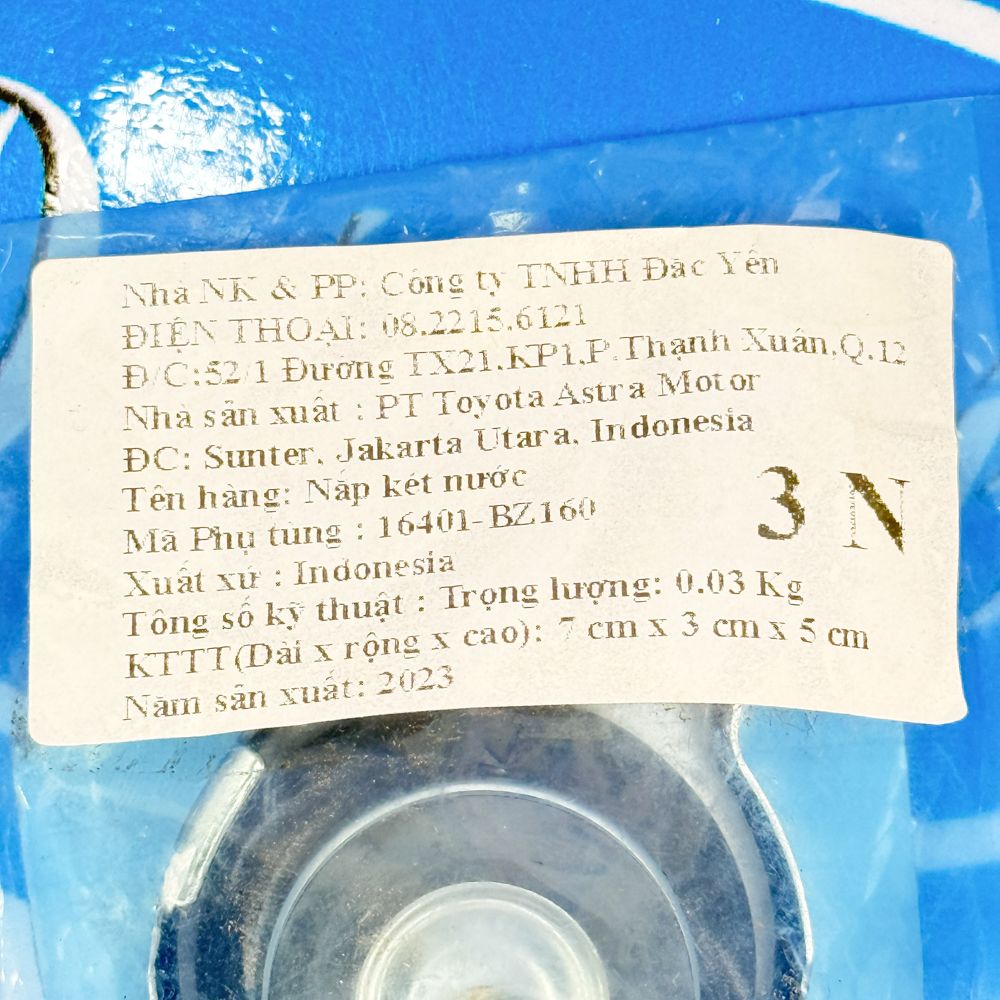 Nhà NK & PP: Công ty TNHH Đắc Yến
ĐIỆN THOẠI: 08.2215.6121
Đ/C:52/1 Đường TX21.KP1.P.Thạnh Xuân.Q.12
Nhà sản xuất : PT Toyota Astra Motor
ĐC: Sunter. Jakarta Utara. Indonesia
Tên hàng: Nắp két nước
Mã Phụ tùng : 16401-BZ160
Xuất xứ : Indonesia
Tông số kỹ thuật : Trọng lượng: 0.03 Kg
KTTT(Dài x rộng x cao): 7 cm x 3 cm x 5 cm
Năm sản xuất: 2023
3 N